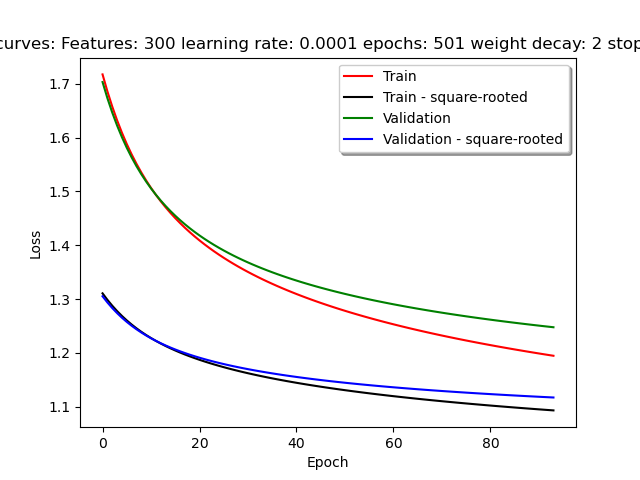 curves: Features: 300 learning rate: 0.0001 epochs: 501 weight decay: 2 stop
Train
Train - square-rooted
Validation
Validation - square-rooted
Loss
1.7
1.6
1.5
1.4
1.3
1.2
1.1
0 20 40 60 80
Epoch